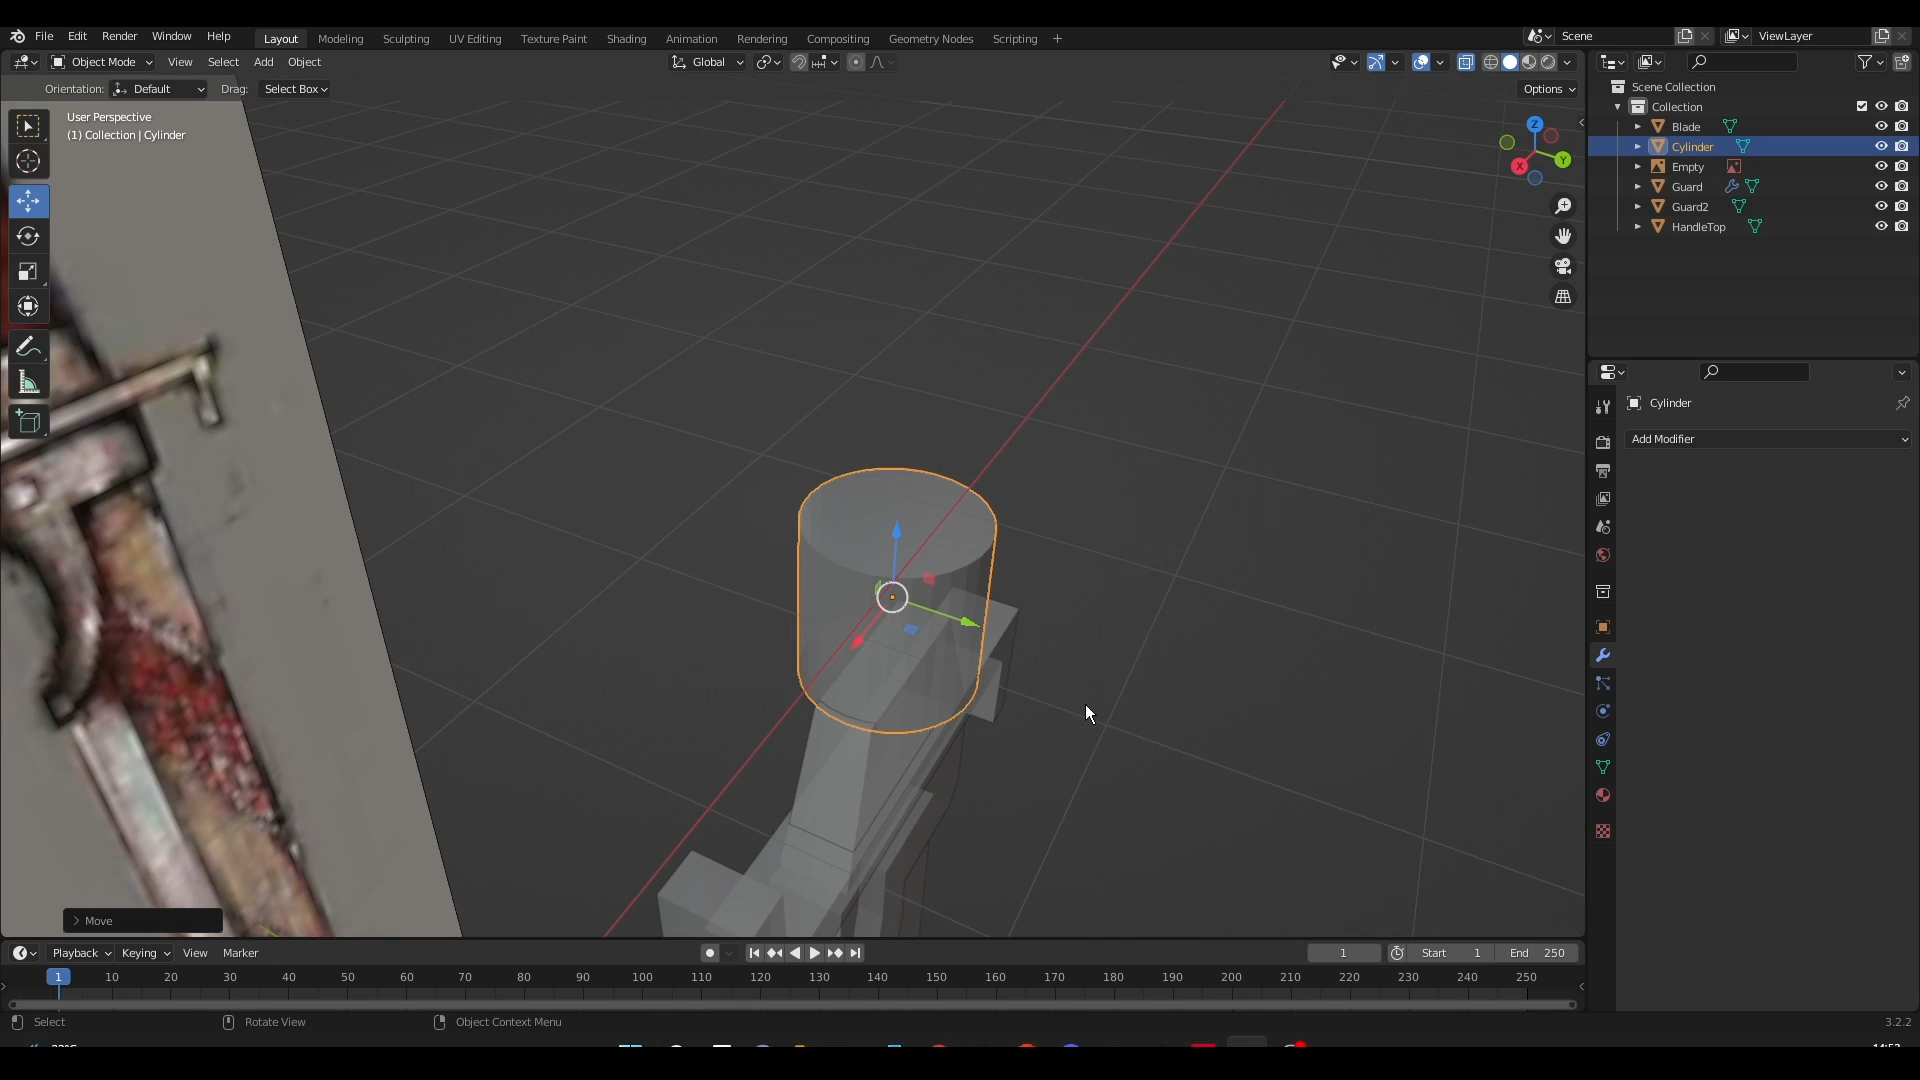 File Edit Render Window Help Layout Modeling Sculpting UV Editing Texture Paint Shading Animation Rendering Compositing Geometry Nodes Scripting + Scene ViewLayer
Object Mode View Select Add Object Global
Orientation: Default Drag: Select Box Options
User Perspective
(1) Collection | Cylinder
Z
Y
X
Move
Scene Collection
Collection
Blade
Cylinder
Empty
Guard
Guard2
HandleTop
Cylinder
Add Modifier
Playback Keying View Marker 1 Start 1 End 250
1 10 20 30 40 50 60 70 80 90 100 110 120 130 140 150 160 170 180 190 200 210 220 230 240 250
Select Rotate View Object Context Menu 3.2.2